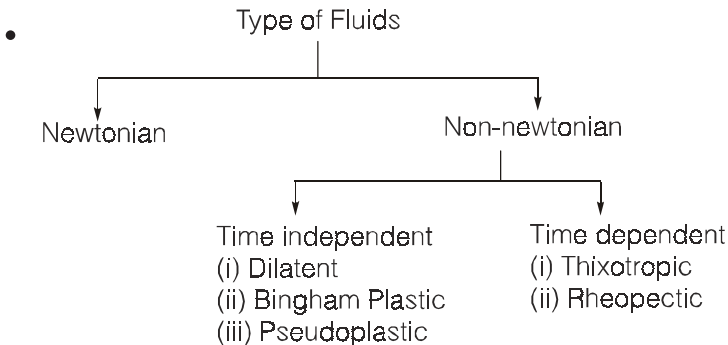 Type of Fluids
Newtonian
Non-newtonian
Time independent
(i) Dilatent
(ii) Bingham Plastic
(iii) Pseudoplastic
Time dependent
(i) Thixotropic
(ii) Rheopectic